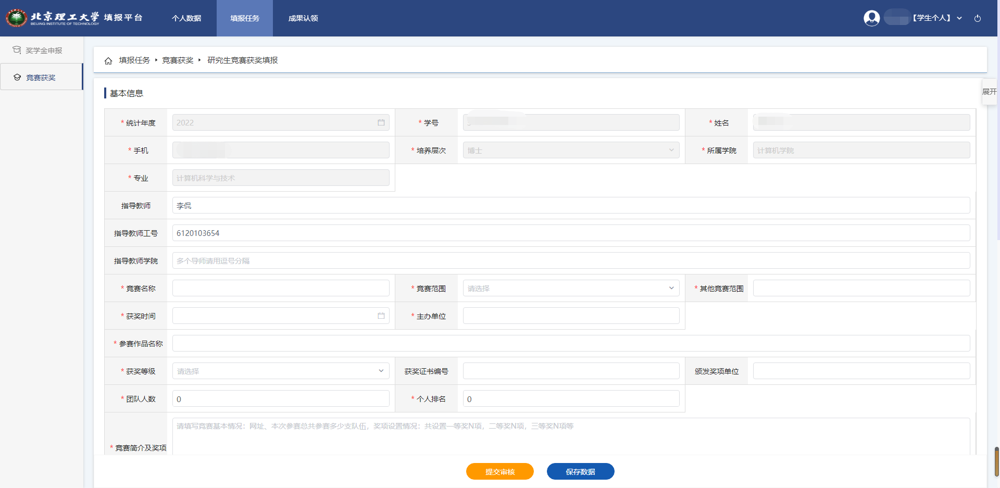 北京理工大学 填报平台
BEIJING INSTITUTE OF TECHNOLOGY
个人数据
填报任务
成果认领
【学生个人】
奖学金申报
竞赛获奖
填报任务 竞赛获奖 研究生竞赛获奖填报
展开
基本信息
* 统计年度 2022 * 学号 * 姓名
* 手机 * 培养层次 博士 * 所属学院 计算机学院
* 专业 计算机科学与技术
指导教师 李侃
指导教师工号 6120103654
指导教师学院 多个导师请用逗号分隔
* 竞赛名称 * 竞赛范围 请选择 * 其他竞赛范围
* 获奖时间 * 主办单位
* 参赛作品名称
* 获奖等级 请选择 获奖证书编号 颁发奖项单位
* 团队人数 0 * 个人排名 0
请填写竞赛基本情况：网址、本次参赛总共参赛多少支队伍，奖项设置情况：共设置一等奖N项，二等奖N项，三等奖N项等
* 竞赛简介及奖项
提交审核 保存数据